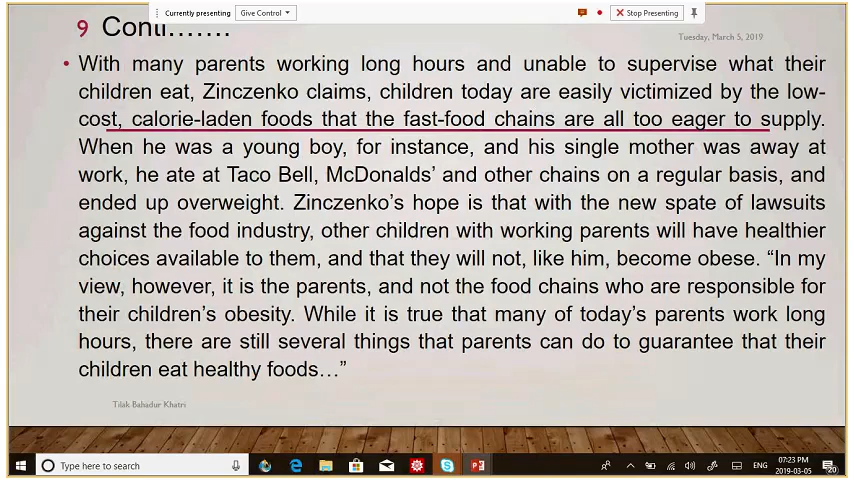 Currently presenting Give Control Stop Presenting
9 Conti…….
Tuesday, March 5, 2019
• With many parents working long hours and unable to supervise what their
children eat, Zinczenko claims, children today are easily victimized by the low-
cost, calorie-laden foods that the fast-food chains are all too eager to supply.
When he was a young boy, for instance, and his single mother was away at
work, he ate at Taco Bell, McDonalds’ and other chains on a regular basis, and
ended up overweight. Zinczenko’s hope is that with the new spate of lawsuits
against the food industry, other children with working parents will have healthier
choices available to them, and that they will not, like him, become obese. “In my
view, however, it is the parents, and not the food chains who are responsible for
their children’s obesity. While it is true that many of today’s parents work long
hours, there are still several things that parents can do to guarantee that their
children eat healthy foods…”
Tilak Bahadur Khatri
Type here to search
ENG
07:23 PM
2019-03-05
20